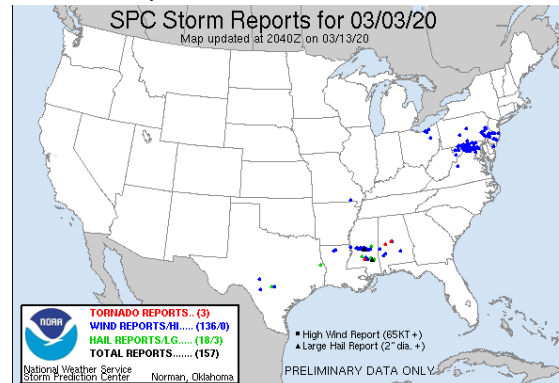 SPC Storm Reports for 03/03/20
Map updated at 2040Z on 03/13/20
TORNADO REPORTS.. (3)
WIND REPORTS/HI..... (136/0)
HAIL REPORTS/LG..... (18/3)
TOTAL REPORTS....... (157)
NOAA
National Weather Service
Storm Prediction Center Norman, Oklahoma
High Wind Report (65KT +)
Large Hail Report (2" dia. +)
PRELIMINARY DATA ONLY